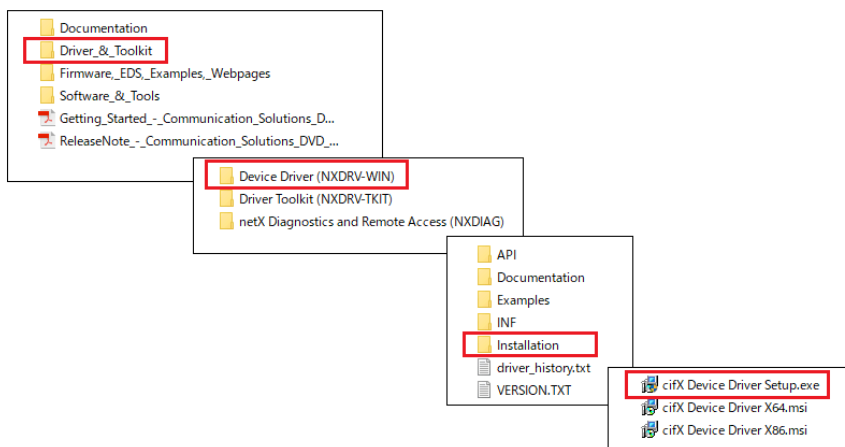 Documentation
Driver_&_Toolkit
Firmware,_EDS,_Examples,_Webpages
Software_&_Tools
Getting_Started_-_Communication_Solutions_D...
ReleaseNote_-_Communication_Solutions_DVD_...
Device Driver (NXDRV-WIN)
Driver Toolkit (NXDRV-TKIT)
netX Diagnostics and Remote Access (NXDIAG)
API
Documentation
Examples
INF
Installation
driver_history.txt
VERSION.TXT
cifX Device Driver Setup.exe
cifX Device Driver X64.msi
cifX Device Driver X86.msi